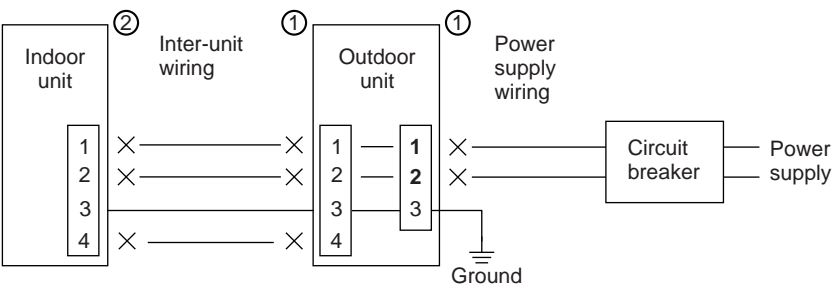 ② ① ①
Indoor
unit
Inter-unit
wiring
Outdoor
unit
Power
supply
wiring
1
2
3
4
1
2
3
4
1
2
3
Circuit
breaker
Power
supply
Ground